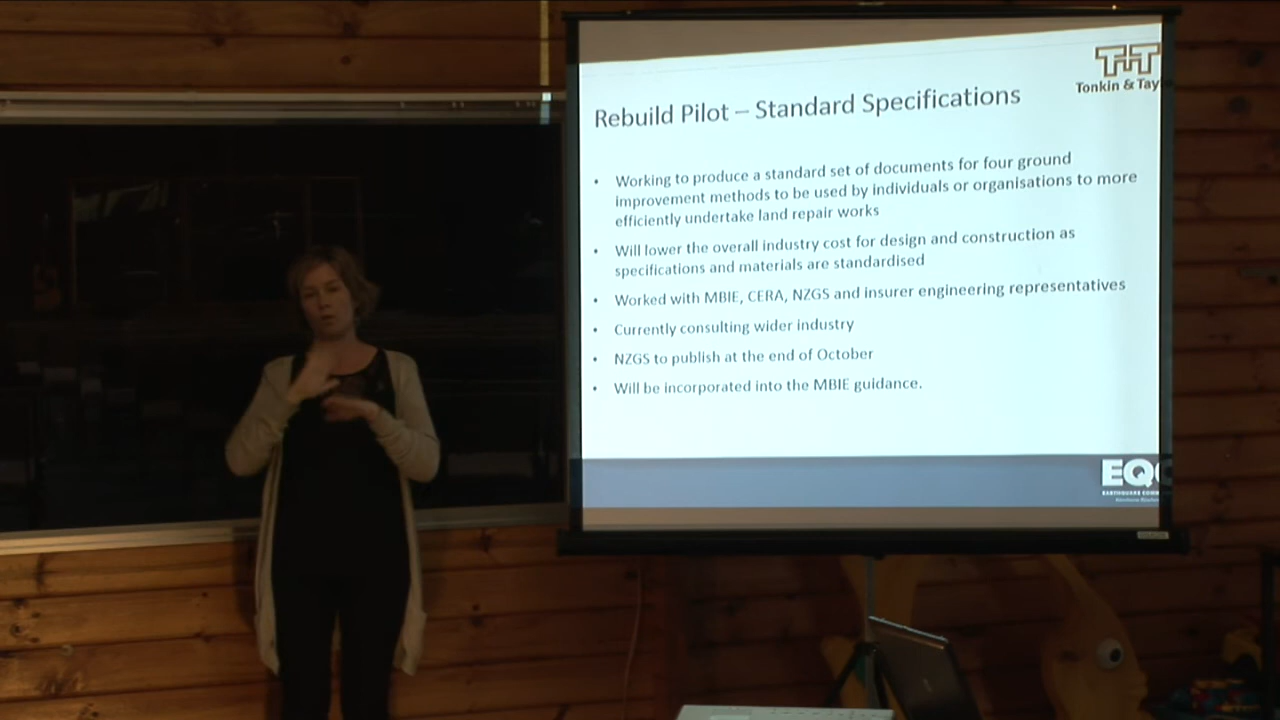 Tonkin & Tay
Rebuild Pilot – Standard Specifications
• Working to produce a standard set of documents for four ground
improvement methods to be used by individuals or organisations to more
efficiently undertake land repair works
• Will lower the overall industry cost for design and construction as
specifications and materials are standardised
• Worked with MBIE, CERA, NZGS and insurer engineering representatives
• Currently consulting wider industry
• NZGS to publish at the end of October
• Will be incorporated into the MBIE guidance.
EQC
EARTHQUAKE COMM